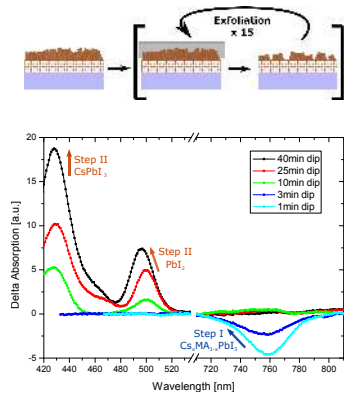 Exfoliation
x 15
20
15
10
5
0
-5
Delta Absorption [a.u.]
Step II
CsPbI₃
Step II
PbI₂
Step I
CsₓMA₁₋ₓPbI₃
40min dip
25min dip
10min dip
3min dip
1min dip
420 440 460 480 500 520 740 760 780 800
Wavelength [nm]